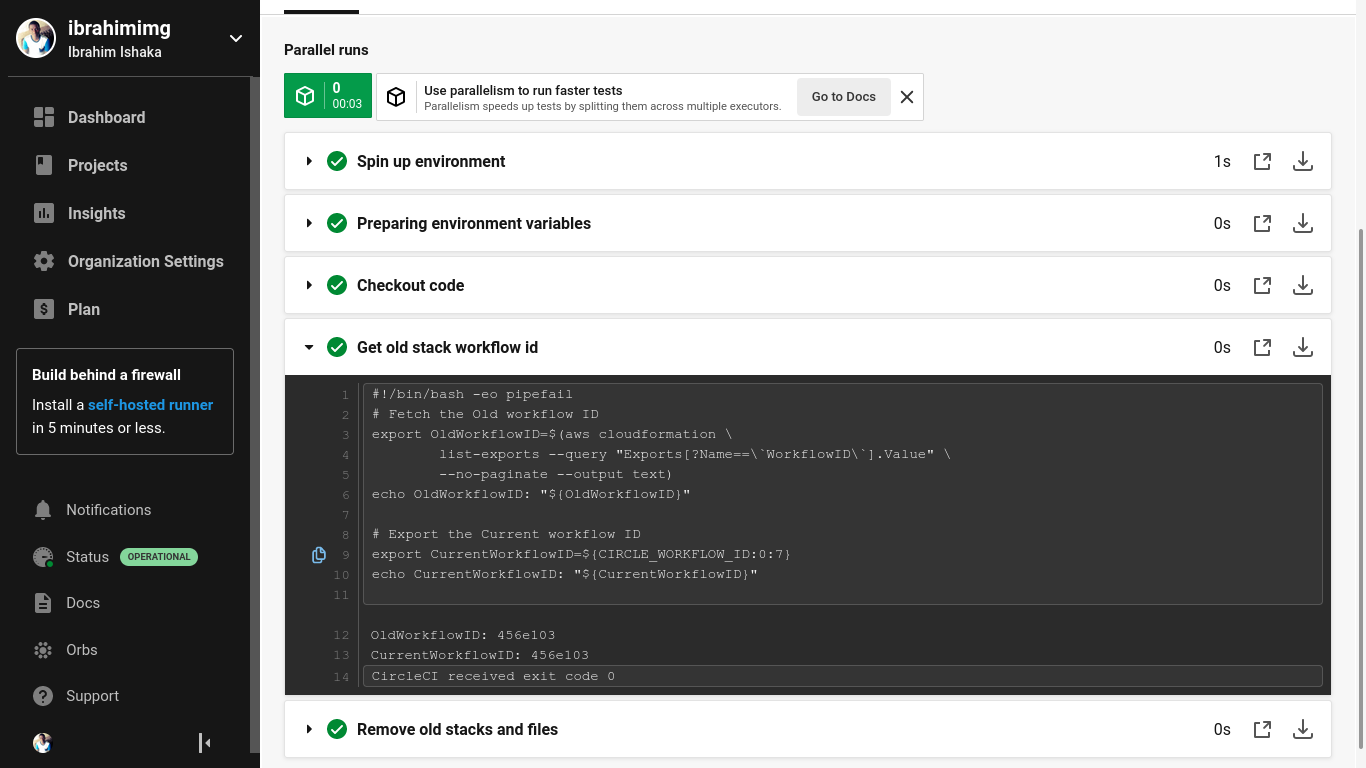 ibrahimimg
Ibrahim Ishaka
Dashboard
Projects
Insights
Organization Settings
Plan
Build behind a firewall
Install a self-hosted runner
in 5 minutes or less.
Notifications
Status OPERATIONAL
Docs
Orbs
Support
Parallel runs
0
00:03
Use parallelism to run faster tests
Parallelism speeds up tests by splitting them across multiple executors.
Go to Docs
Spin up environment 1s
Preparing environment variables 0s
Checkout code 0s
Get old stack workflow id 0s
1 #!/bin/bash -eo pipefail
2 # Fetch the Old workflow ID
3 export OldWorkflowID=$(aws cloudformation \
4         list-exports --query "Exports[?Name==\`WorkflowID\`].Value" \
5         --no-paginate --output text)
6 echo OldWorkflowID: "${OldWorkflowID}"
7
8 # Export the Current workflow ID
9 export CurrentWorkflowID=${CIRCLE_WORKFLOW_ID:0:7}
10 echo CurrentWorkflowID: "${CurrentWorkflowID}"
11
12 OldWorkflowID: 456e103
13 CurrentWorkflowID: 456e103
14 CircleCI received exit code 0
Remove old stacks and files 0s